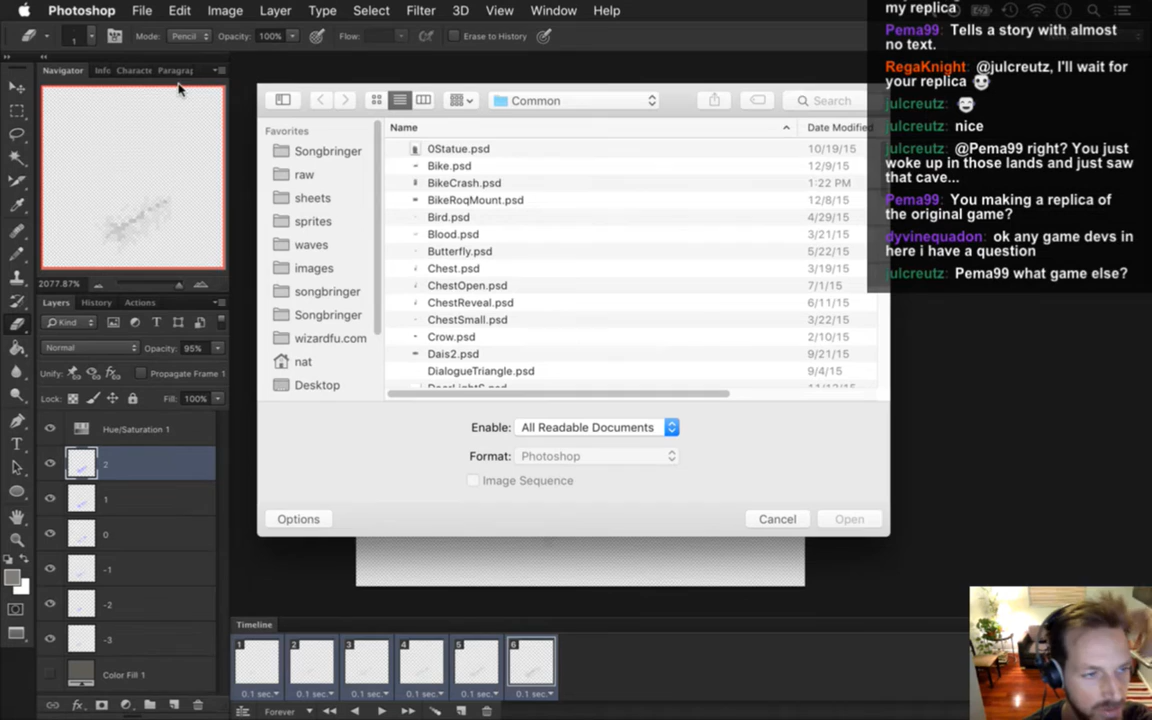 Photoshop File Edit Image Layer Type Select Filter 3D View Window Help
my replica
Pema99: Tells a story with almost
no text.
RegaKnight: @julcreutz, I'll wait for
your replica
julcreutz:
julcreutz: nice
julcreutz: @Pema99 right? You just
woke up in those lands and just saw
that cave...
Pema99: You making a replica of
the original game?
dyvinequadon: ok any game devs in
here i have a question
julcreutz: Pema99 what game else?
1 Mode: Pencil Opacity: 100% Flow: Erase to History
Navigator Info Characte Paragrap
2077.87%
Layers History Actions
Kind
Normal Opacity: 95%
Unify: Propagate Frame 1
Lock: Fill: 100%
Hue/Saturation 1
2
1
0
-1
-2
-3
Color Fill 1
Common Search
Favorites
Songbringer
raw
sheets
sprites
waves
images
songbringer
Songbringer
wizardfu.com
nat
Desktop
Name Date Modified
0Statue.psd 10/19/15
Bike.psd 12/9/15
BikeCrash.psd 1:22 PM
BikeRoqMount.psd 12/8/15
Bird.psd 4/29/15
Blood.psd 3/21/15
Butterfly.psd 5/22/15
Chest.psd 3/19/15
ChestOpen.psd 7/1/15
ChestReveal.psd 6/11/15
ChestSmall.psd 3/22/15
Crow.psd 2/10/15
Dais2.psd 9/21/15
DialogueTriangle.psd 9/4/15
Enable: All Readable Documents
Format: Photoshop
Image Sequence
Options Cancel Open
Timeline
1 2 3 4 5 6
0.1 sec. 0.1 sec. 0.1 sec. 0.1 sec. 0.1 sec. 0.1 sec.
Forever